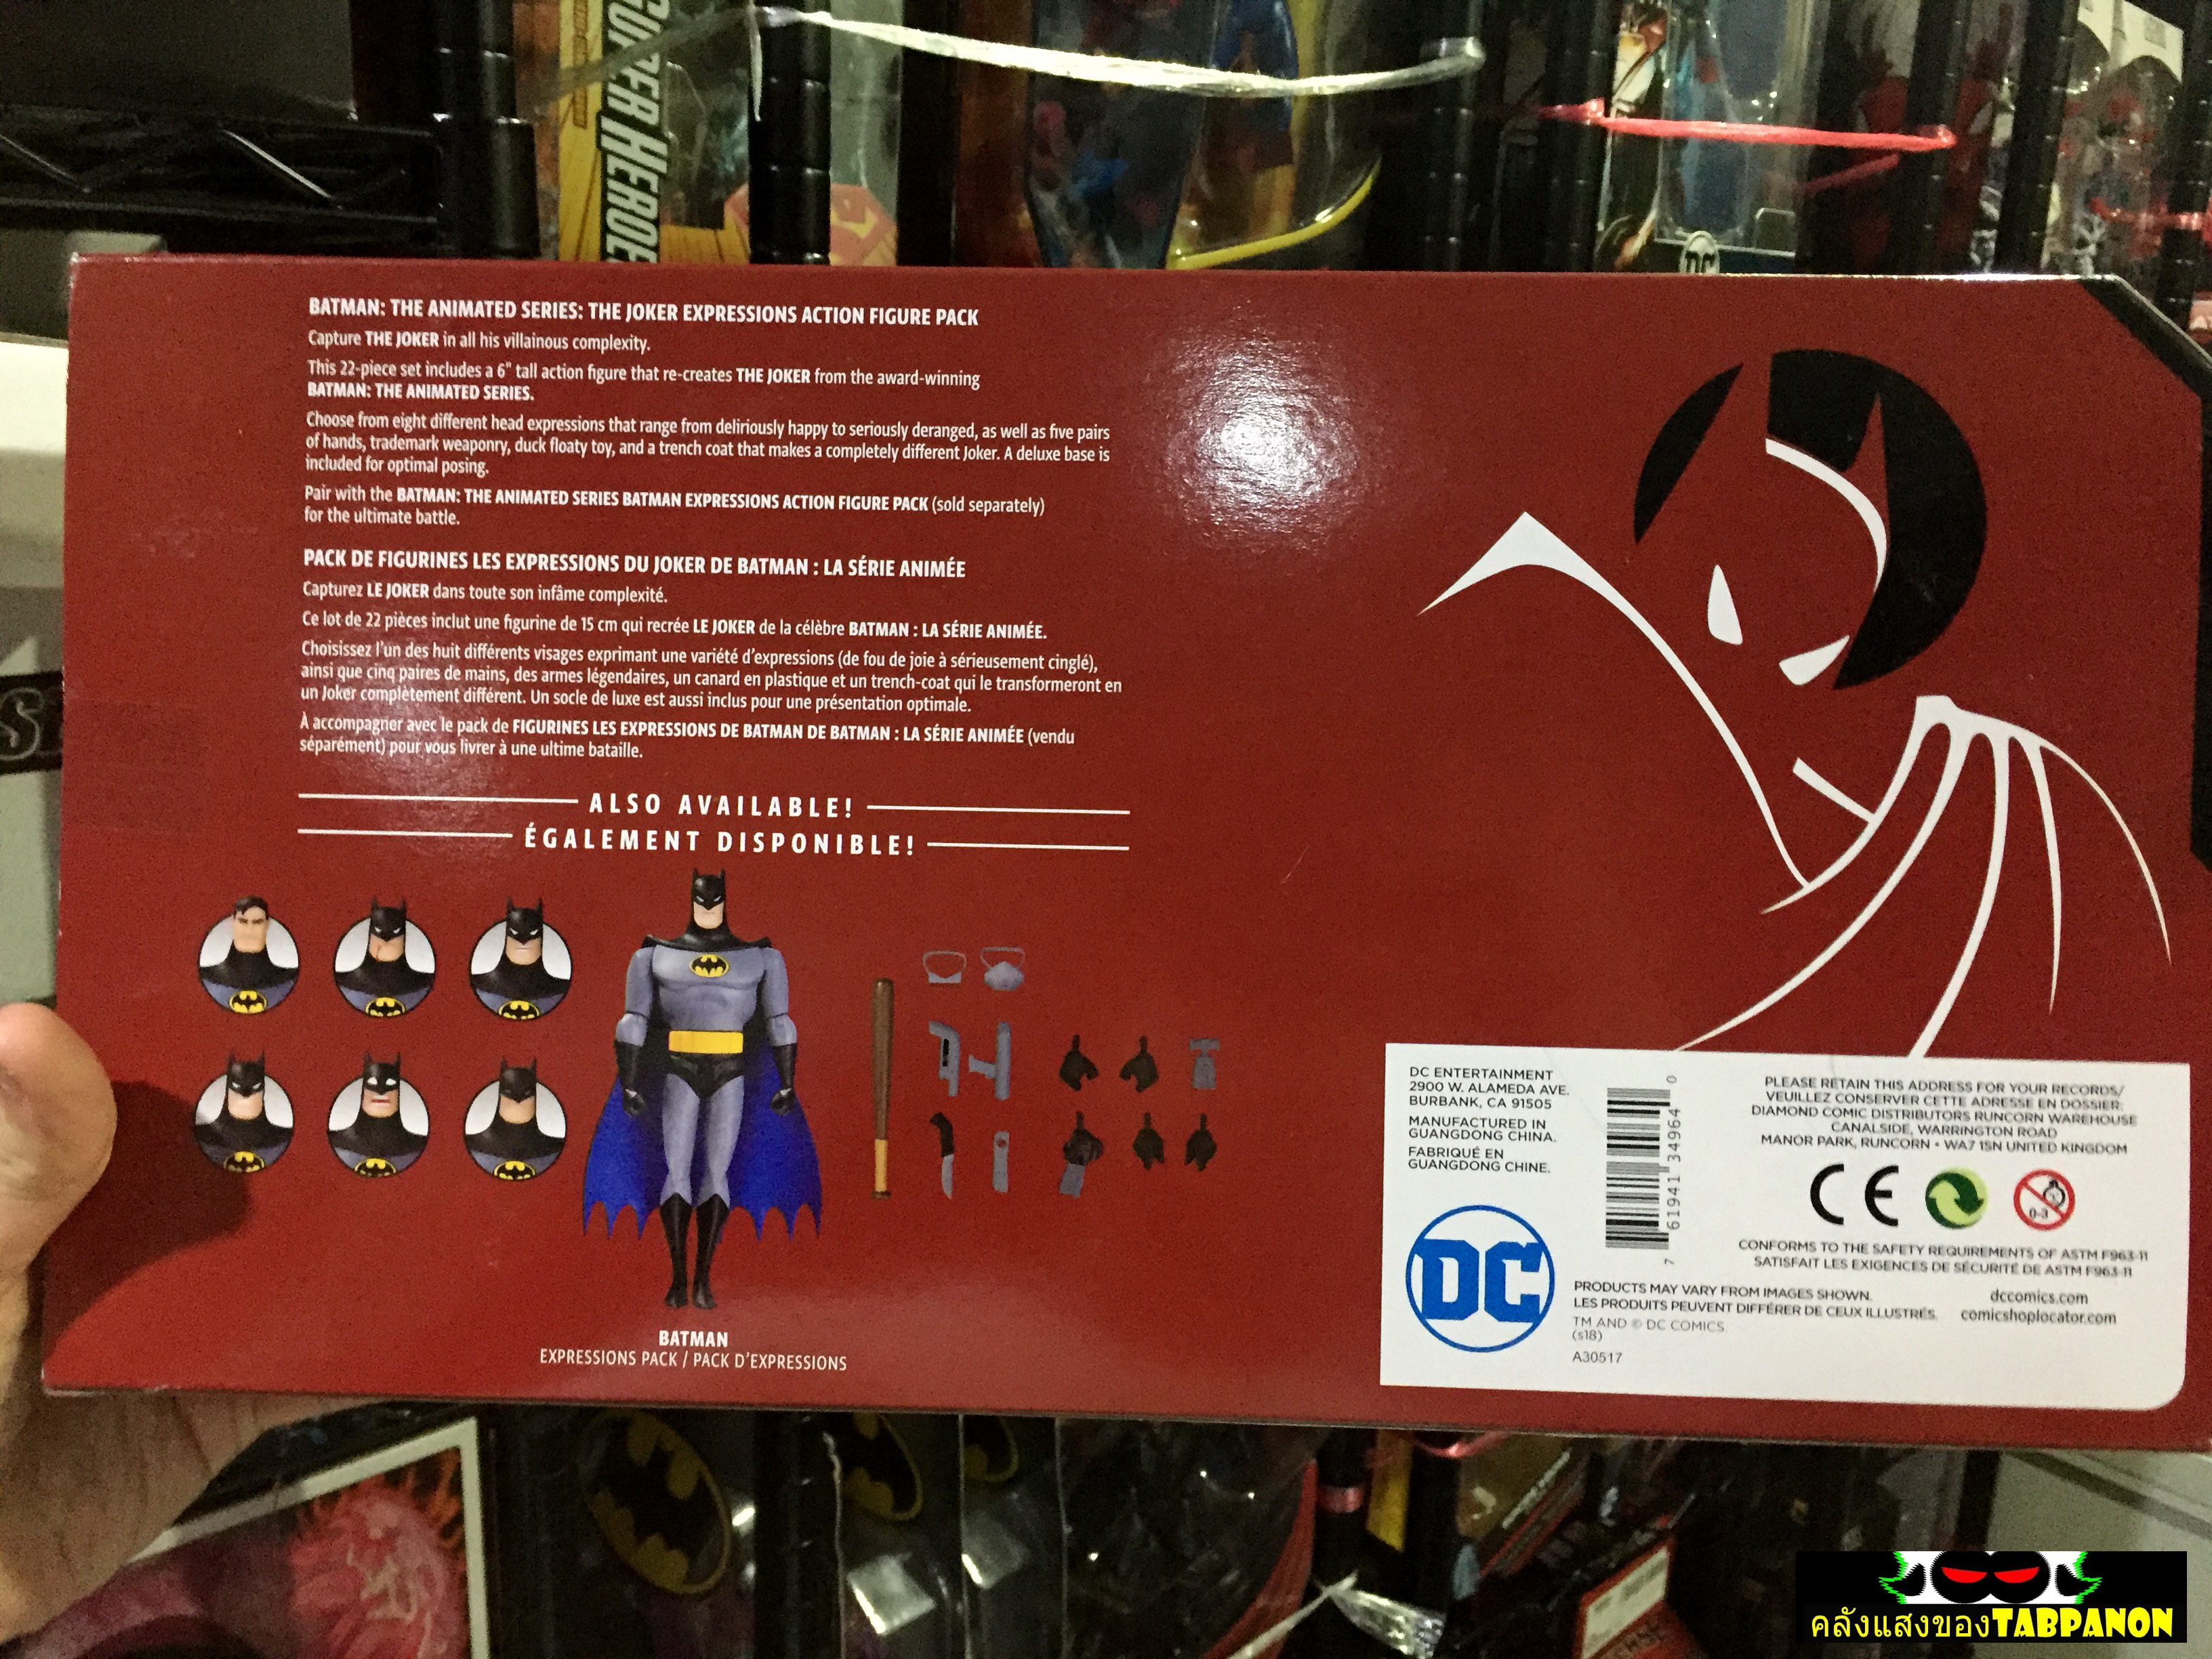 SUPER HEROE
DC
BATMAN: THE ANIMATED SERIES: THE JOKER EXPRESSIONS ACTION FIGURE PACK
Capture THE JOKER in all his villainous complexity.
This 22-piece set includes a 6" tall action figure that re-creates THE JOKER from the award-winning
BATMAN: THE ANIMATED SERIES.
Choose from eight different head expressions that range from deliriously happy to seriously deranged, as well as five pairs
of hands, trademark weaponry, duck floaty toy, and a trench coat that makes a completely different Joker. A deluxe base is
included for optimal posing.
Pair with the BATMAN: THE ANIMATED SERIES BATMAN EXPRESSIONS ACTION FIGURE PACK (sold separately)
for the ultimate battle.
PACK DE FIGURINES LES EXPRESSIONS DU JOKER DE BATMAN : LA SÉRIE ANIMÉE
Capturez LE JOKER dans toute son infâme complexité.
Ce lot de 22 pièces inclut une figurine de 15 cm qui recrée LE JOKER de la célèbre BATMAN : LA SÉRIE ANIMÉE.
Choisissez l'un des huit différents visages exprimant une variété d'expressions (de fou de joie à sérieusement cinglé),
ainsi que cinq paires de mains, des armes légendaires, un canard en plastique et un trench-coat qui le transformeront en
un Joker complètement différent. Un socle de luxe est aussi inclus pour une présentation optimale.
À accompagner avec le pack de FIGURINES LES EXPRESSIONS DE BATMAN DE BATMAN : LA SÉRIE ANIMÉE (vendu
séparément) pour vous livrer à une ultime bataille.
ALSO AVAILABLE!
ÉGALEMENT DISPONIBLE!
BATMAN
EXPRESSIONS PACK / PACK D'EXPRESSIONS
DC ENTERTAINMENT
2900 W. ALAMEDA AVE.
BURBANK, CA 91505
MANUFACTURED IN
GUANGDONG CHINA.
FABRIQUÉ EN
GUANGDONG CHINE.
DC
7 61941 34964 0
PLEASE RETAIN THIS ADDRESS FOR YOUR RECORDS/
VEUILLEZ CONSERVER CETTE ADRESSE EN DOSSIER:
DIAMOND COMIC DISTRIBUTORS RUNCORN WAREHOUSE
CANALSIDE, WARRINGTON ROAD
MANOR PARK, RUNCORN • WA7 1SN UNITED KINGDOM
CE
0-3
CONFORMS TO THE SAFETY REQUIREMENTS OF ASTM F963-11
SATISFAIT LES EXIGENCES DE SÉCURITÉ DE ASTM F963-11
PRODUCTS MAY VARY FROM IMAGES SHOWN.
LES PRODUITS PEUVENT DIFFÉRER DE CEUX ILLUSTRÉS.
dccomics.com
comicshoplocator.com
TM AND © DC COMICS.
(s18)
A30517
คลังแสงของTABPANON